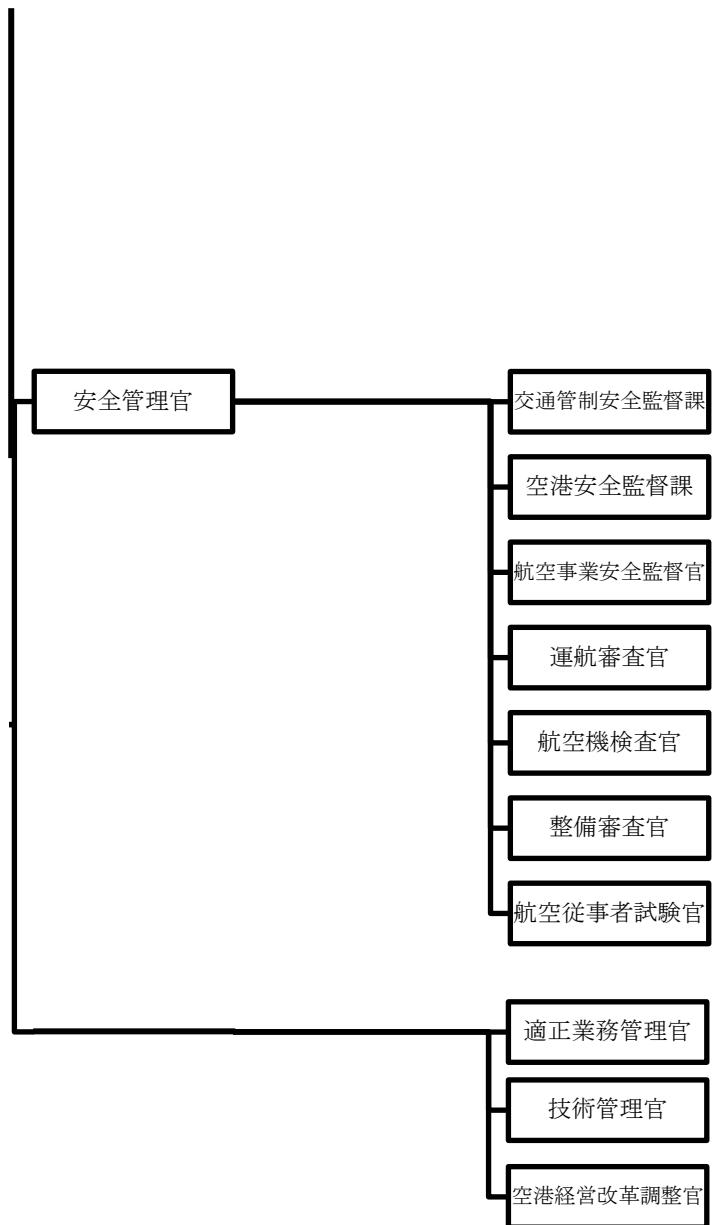 安全管理官
交通管制安全監督課
空港安全監督課
航空事業安全監督官
運航審査官
航空機検査官
整備審査官
航空従事者試験官
適正業務管理官
技術管理官
空港経営改革調整官